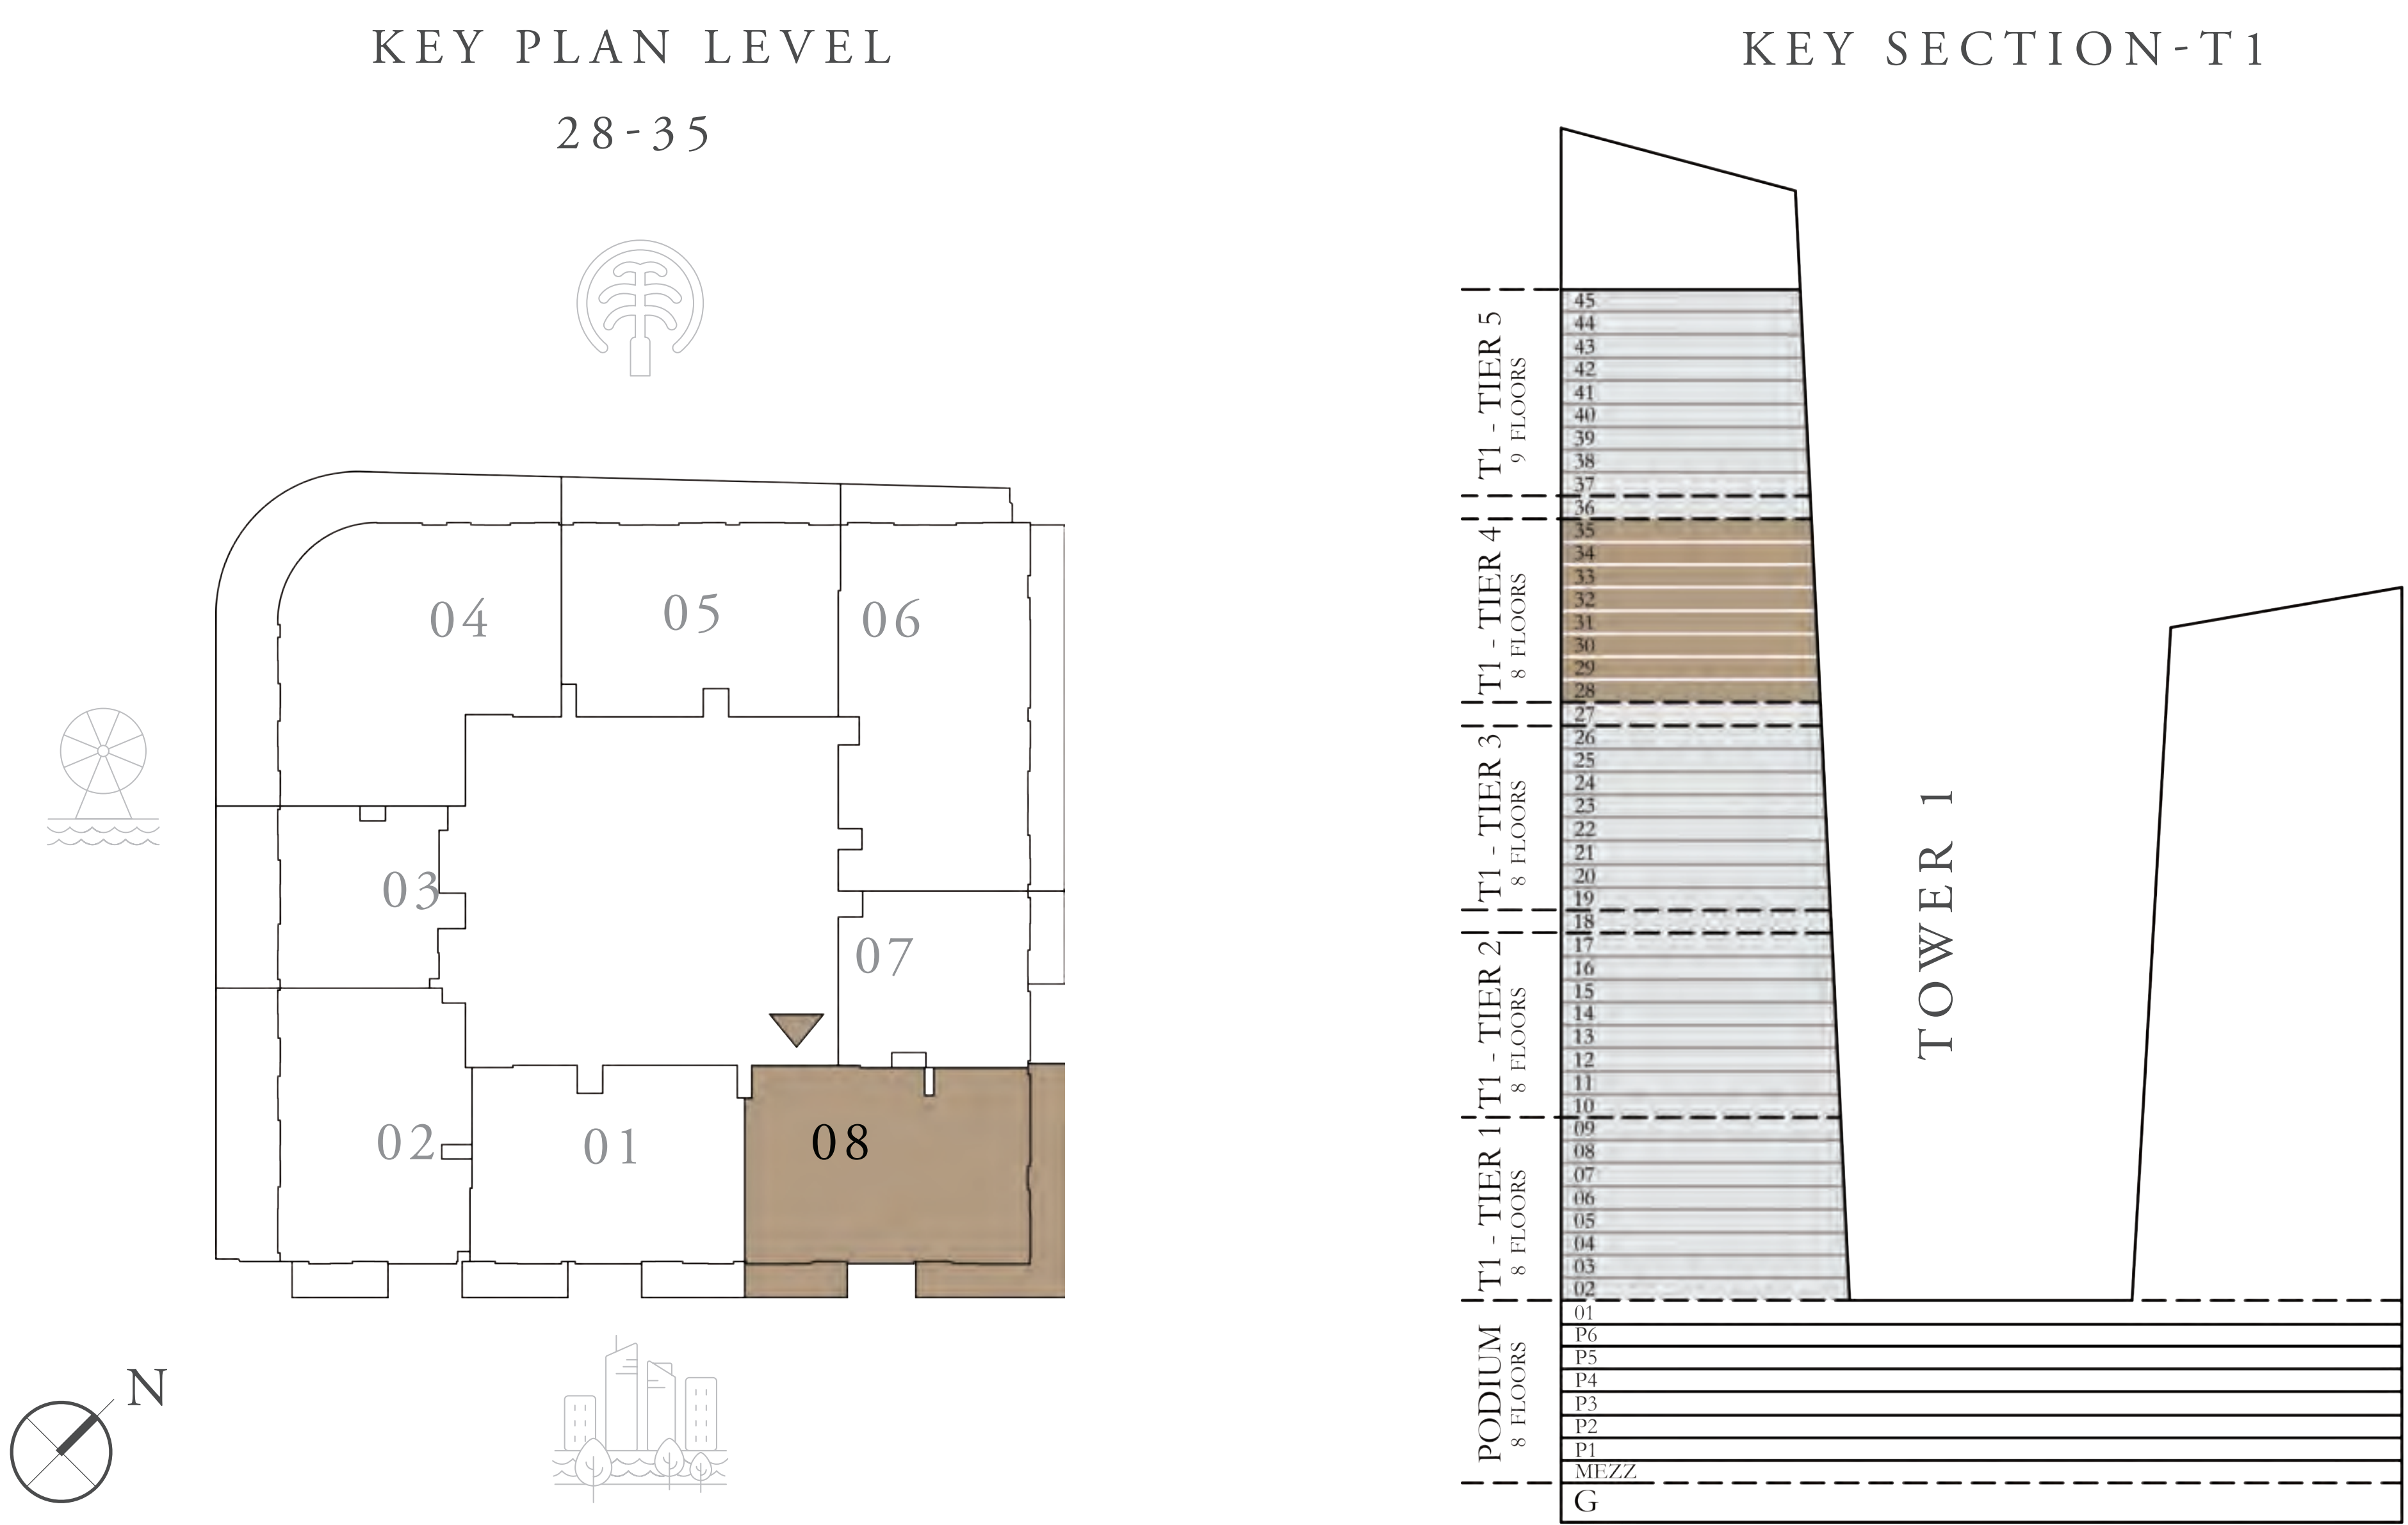 KEY PLAN LEVEL
28-35
04
05
06
03
07
02
01
08
N
KEY SECTION-T1
T1 - TIER 5
9 FLOORS
T1 - TIER 4
8 FLOORS
T1 - TIER 3
8 FLOORS
T1 - TIER 2
8 FLOORS
T1 - TIER 1
8 FLOORS
PODIUM
8 FLOORS
45
44
43
42
41
40
39
38
37
36
35
34
33
32
31
30
29
28
27
26
25
24
23
22
21
20
19
18
17
16
15
14
13
12
11
10
09
08
07
06
05
04
03
02
01
P6
P5
P4
P3
P2
P1
MEZZ
G
TOWER 1